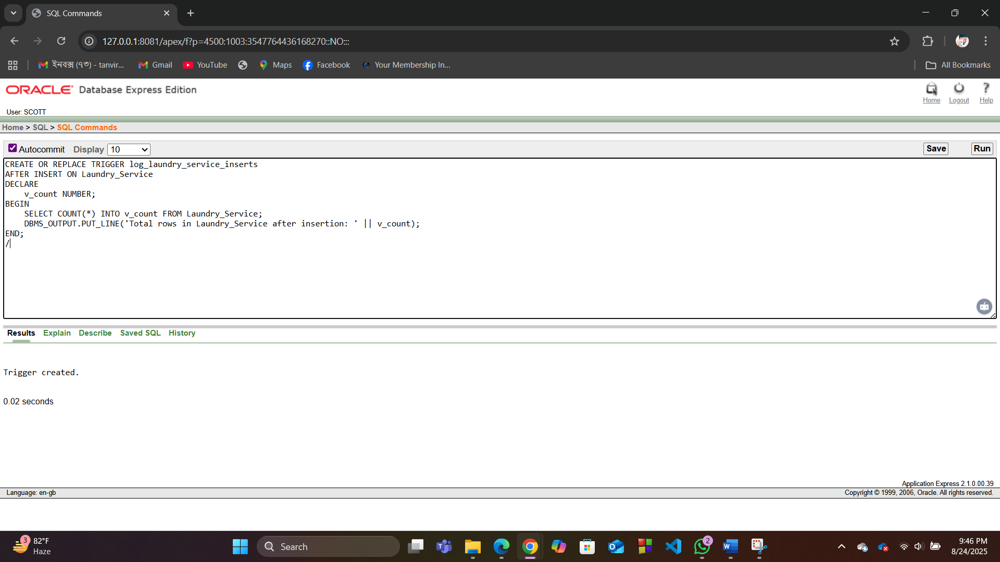 SQL Commands
127.0.0.1:8081/apex/f?p=4500:1003:3547764436168270::NO:::
ইনবক্স (৭৩) - tanvir...
Gmail
YouTube
Maps
Facebook
Your Membership In...
All Bookmarks
ORACLE Database Express Edition
Home
Logout
? Help
User: SCOTT
Home > SQL > SQL Commands
Autocommit Display 10
Save
Run
CREATE OR REPLACE TRIGGER log_laundry_service_inserts
AFTER INSERT ON Laundry_Service
DECLARE
    v_count NUMBER;
BEGIN
    SELECT COUNT(*) INTO v_count FROM Laundry_Service;
    DBMS_OUTPUT.PUT_LINE('Total rows in Laundry_Service after insertion: ' || v_count);
END;
/
Results Explain Describe Saved SQL History
Trigger created.
0.02 seconds
Application Express 2.1.0.00.39
Language: en-gb
Copyright © 1999, 2006, Oracle. All rights reserved.
3
82°F
Haze
Search
2
9:46 PM
8/24/2025